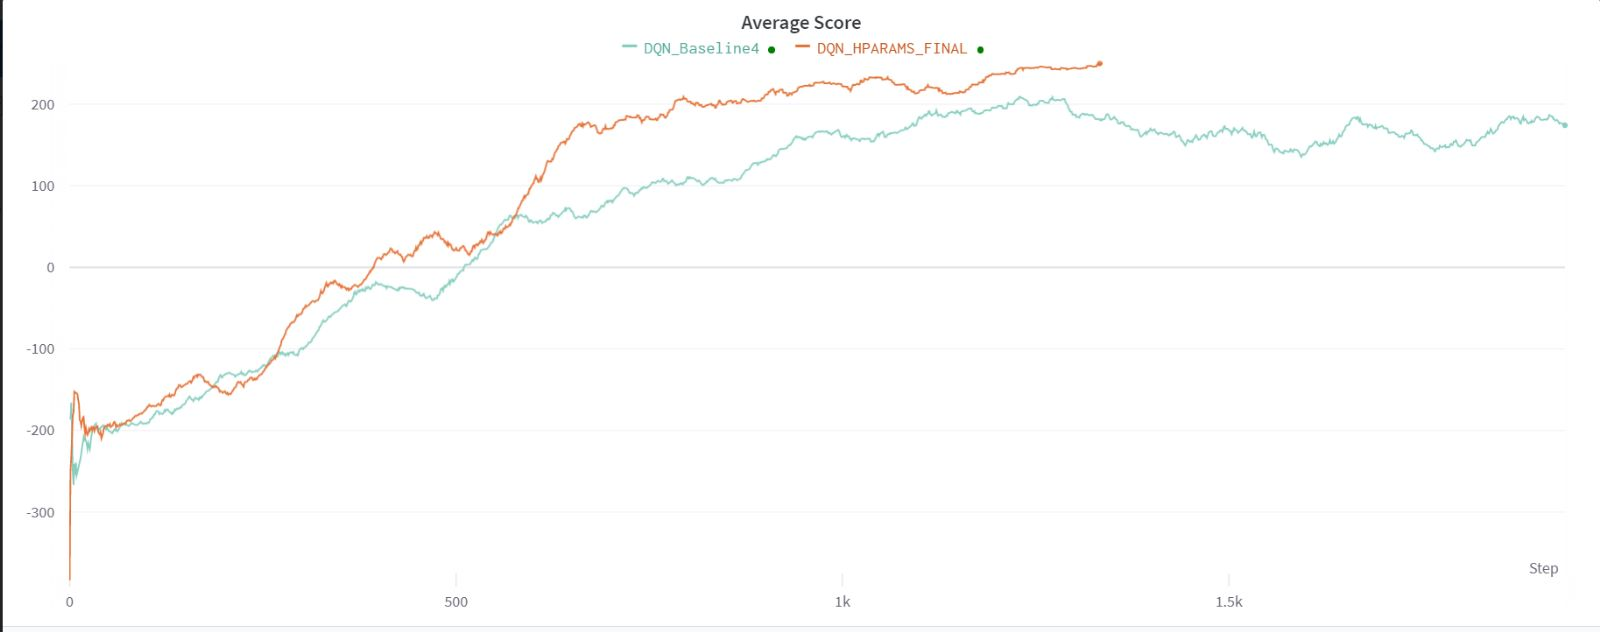 Average Score
DQN_Baseline4 DQN_HPARAMS_FINAL
200
100
0
-100
-200
-300
Step
0 500 1k 1.5k